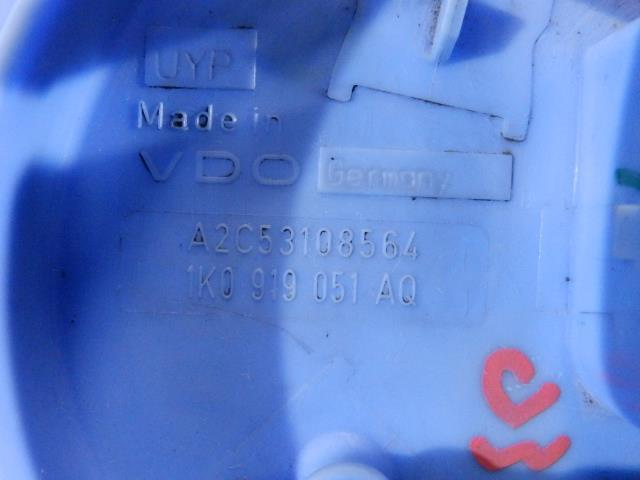 UYP
Made in
VDO Germany
A2C53108564
1K0 919 051 AQ